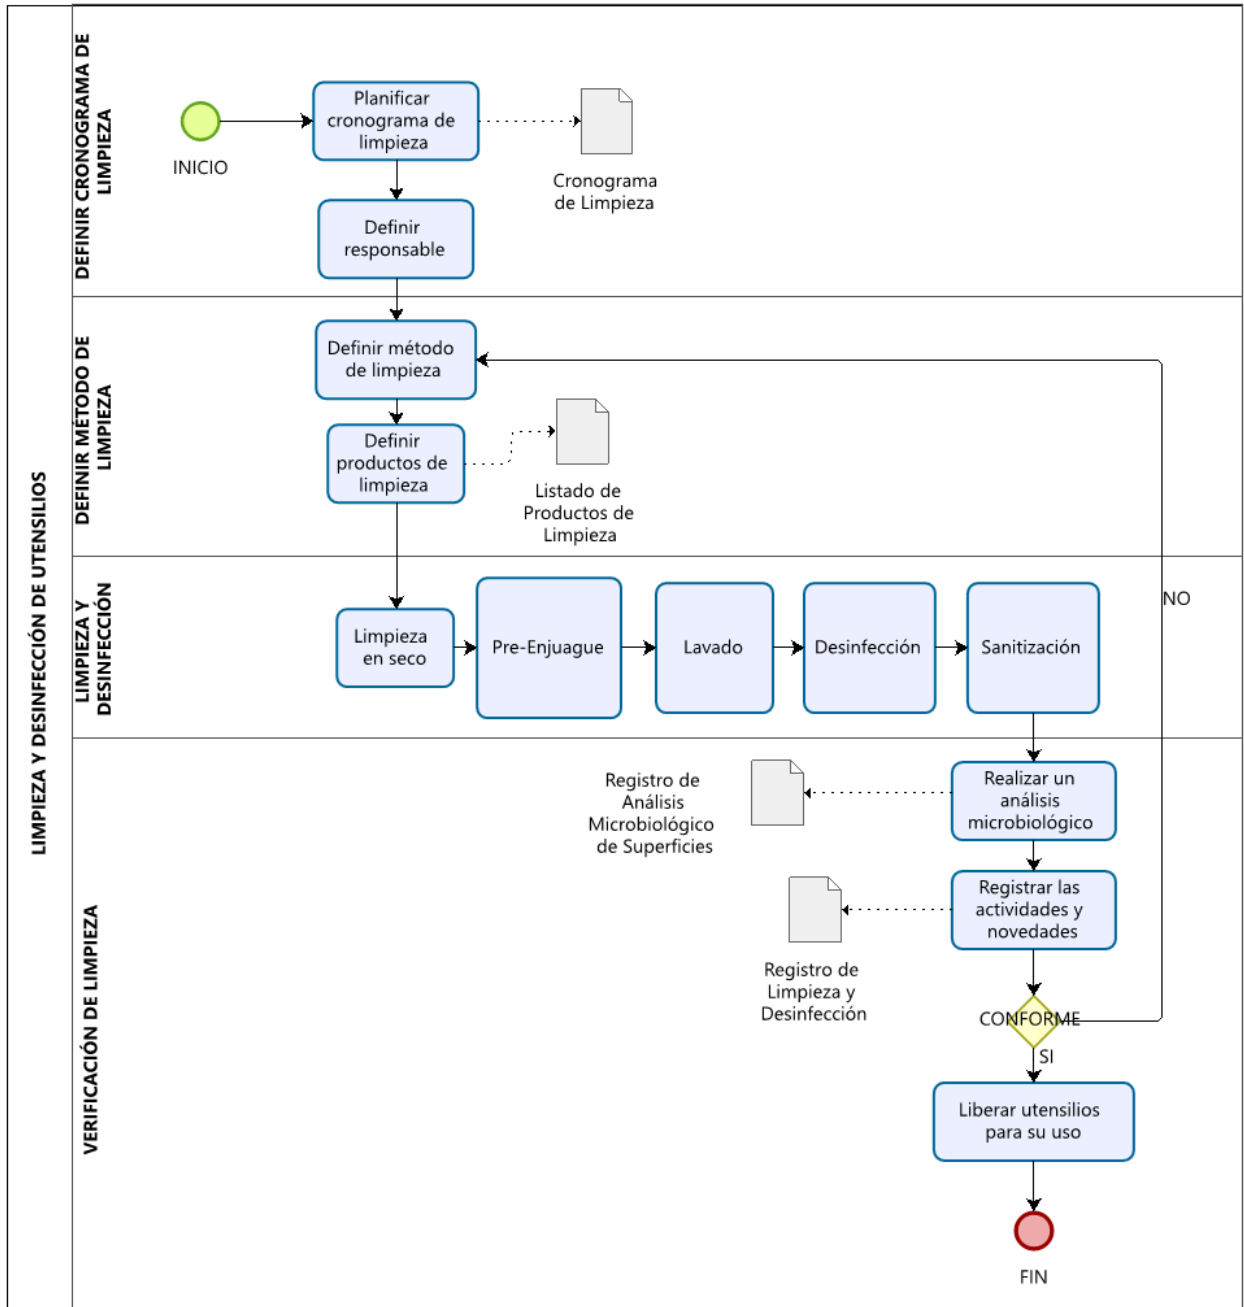 LIMPIEZA Y DESINFECCIÓN DE UTENSILIOS
DEFINIR CRONOGRAMA DE
LIMPIEZA
INICIO
Planificar
cronograma de
limpieza
Cronograma
de Limpieza
Definir
responsable
DEFINIR MÉTODO DE
LIMPIEZA
Definir método
de limpieza
Definir
productos de
limpieza
Listado de
Productos de
Limpieza
LIMPIEZA Y
DESINFECCIÓN
Limpieza
en seco
Pre-Enjuague
Lavado
Desinfección
Sanitización
NO
VERIFICACIÓN DE LIMPIEZA
Realizar un
análisis
microbiológico
Registro de
Análisis
Microbiológico
de Superficies
Registrar las
actividades y
novedades
Registro de
Limpieza y
Desinfección
CONFORME
SI
Liberar utensilios
para su uso
FIN